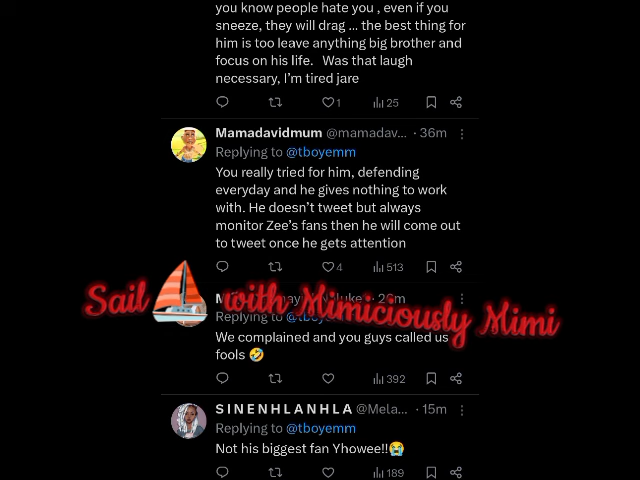 you know people hate you , even if you
sneeze, they will drag ... the best thing for
him is too leave anything big brother and
focus on his life. Was that laugh
necessary, I'm tired jare
1 25
Mamadavidmum @mamadav... · 36m
Replying to @tboyemm
You really tried for him, defending
everyday and he gives nothing to work
with. He doesn't tweet but always
monitor Zee's fans then he will come out
to tweet once he gets attention
4 513
Sail with Mimiciously Mimi
Replying to
We complained and you guys called us
fools 🤣
392
SINENHLANHLA @Mela... · 15m
Replying to @tboyemm
Not his biggest fan Yhowee!!😭
189